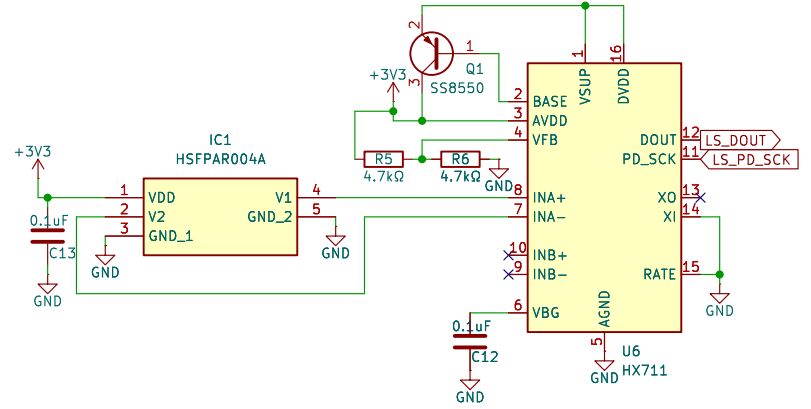 2
1
Q1
SS8550
3
+3V3
1
16
VSUP
DVDD
2
BASE
3
AVDD
4
VFB
DOUT
12
LS_DOUT
PD_SCK
11
LS_PD_SCK
R5
4.7kΩ
R6
4.7kΩ
GND
IC1
HSFPAR004A
+3V3
1
VDD
V1
4
8
INA+
XO
13
2
V2
GND_2
5
7
INA-
XI
14
3
GND_1
0.1uF
C13
GND
GND
GND
10
INB+
9
INB-
RATE
15
GND
6
VBG
0.1uF
C12
GND
AGND
5
GND
U6
HX711